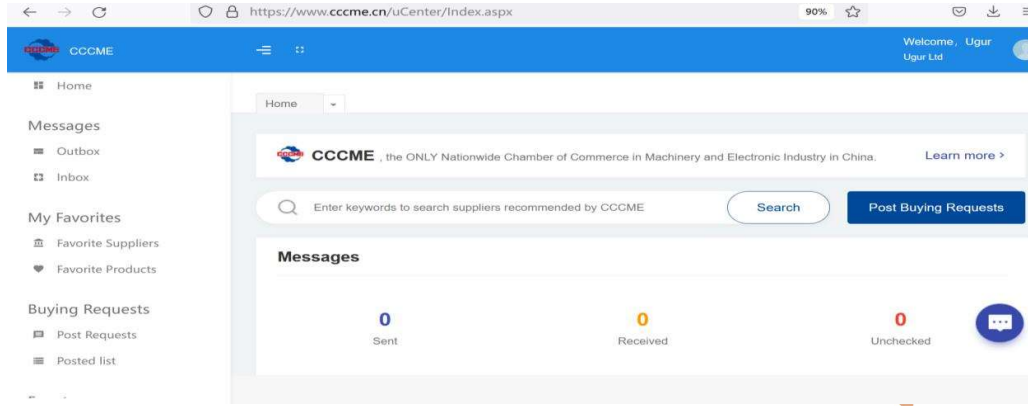 https://www.cccme.cn/uCenter/Index.aspx
90%
CCCME
CCCME
Welcome, Ugur
Ugur Ltd
Home
Messages
Outbox
Inbox
My Favorites
Favorite Suppliers
Favorite Products
Buying Requests
Post Requests
Posted list
Home
CCCME
CCCME , the ONLY Nationwide Chamber of Commerce in Machinery and Electronic Industry in China.
Learn more >
Enter keywords to search suppliers recommended by CCCME
Search
Post Buying Requests
Messages
0
Sent
0
Received
0
Unchecked